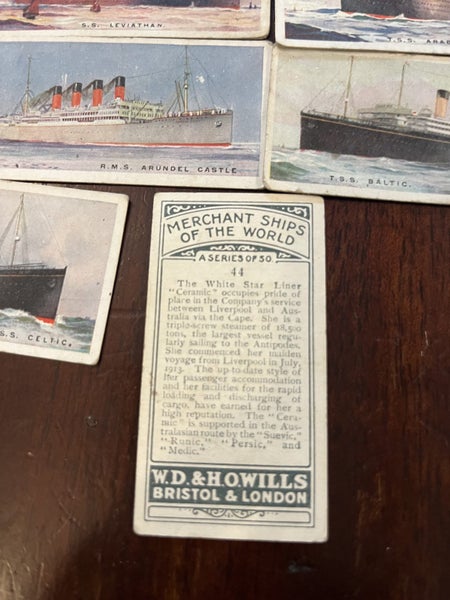 S.S. LEVIATHAN.
T.S.S. ARAB
R.M.S. ARUNDEL CASTLE
T.S.S. BALTIC.
S.S. CELTIC.
MERCHANT SHIPS
OF THE WORLD
A SERIES OF 50.
44
The White Star Liner
"Ceramic" occupies pride of
place in the Company's service
between Liverpool and Aus-
tralia via the Cape. She is a
triple-screw steamer of 18,500
tons, the largest vessel regu-
larly sailing to the Antipodes.
She commenced her maiden
voyage from Liverpool in July,
1913. The up-to-date style of
her passenger accommodation
and her facilities for the rapid
loading and discharging of
cargo, have earned for her a
high reputation. The "Cera-
mic" is supported in the Aus-
tralasian route by the "Suevic,"
"Runic," "Persic," and
"Medic."
W.D. & H O WILLS
BRISTOL & LONDON